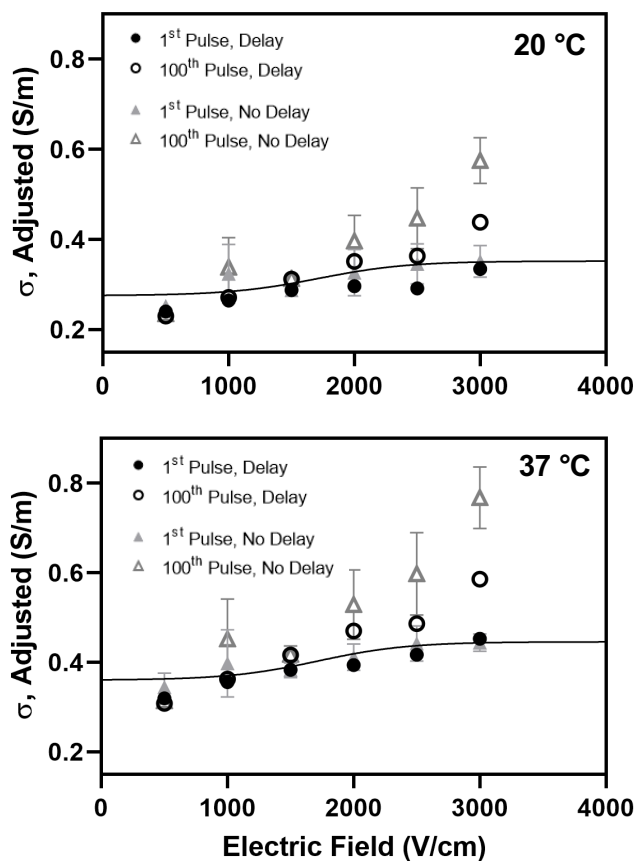 20 °C
1st Pulse, Delay
100th Pulse, Delay
1st Pulse, No Delay
100th Pulse, No Delay
σ, Adjusted (S/m)
0.8
0.6
0.4
0.2
0 1000 2000 3000 4000
37 °C
1st Pulse, Delay
100th Pulse, Delay
1st Pulse, No Delay
100th Pulse, No Delay
σ, Adjusted (S/m)
0.8
0.6
0.4
0.2
0 1000 2000 3000 4000
Electric Field (V/cm)